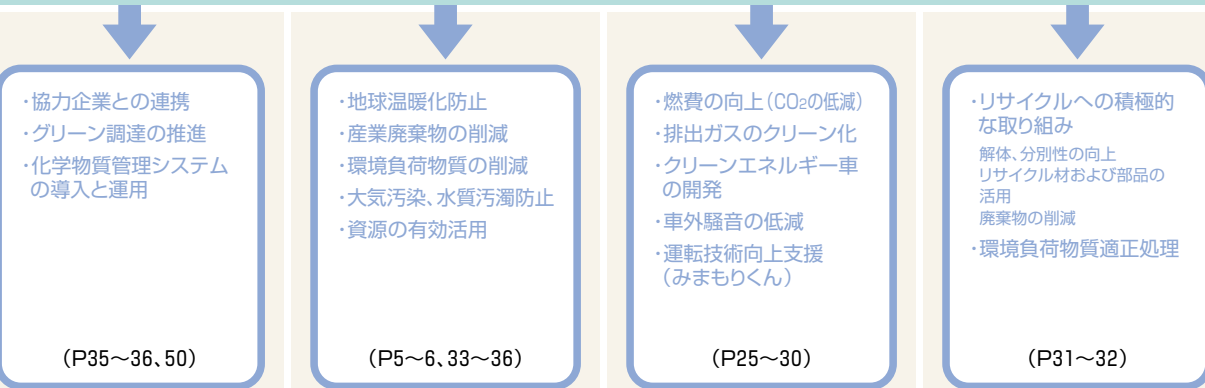 ・協力企業との連携
・グリーン調達の推進
・化学物質管理システム
の導入と運用
(P35〜36、50)
・地球温暖化防止
・産業廃棄物の削減
・環境負荷物質の削減
・大気汚染、水質汚濁防止
・資源の有効活用
(P5〜6、33〜36)
・燃費の向上(CO₂の低減)
・排出ガスのクリーン化
・クリーンエネルギー車
の開発
・車外騒音の低減
・運転技術向上支援
(みまもりくん)
(P25〜30)
・リサイクルへの積極的
な取り組み
解体、分別性の向上
リサイクル材および部品の
活用
廃棄物の削減
・環境負荷物質適正処理
(P31〜32)